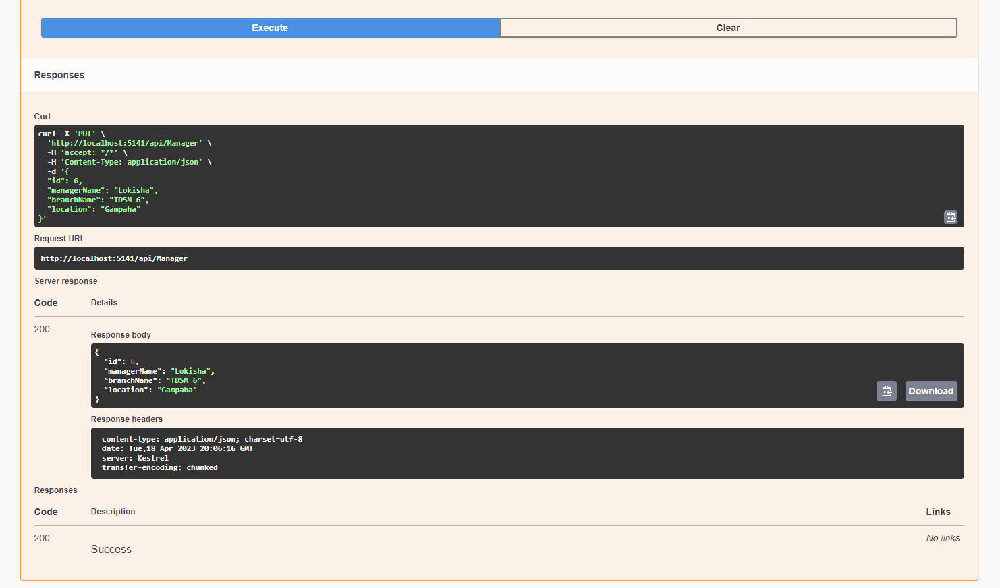 Execute
Clear
Responses
Curl
curl -X 'PUT' \
  'http://localhost:5141/api/Manager' \
  -H 'accept: */*' \
  -H 'Content-Type: application/json' \
  -d '{
  "id": 6,
  "managerName": "Lokisha",
  "branchName": "TDSM 6",
  "location": "Gampaha"
}'
Request URL
http://localhost:5141/api/Manager
Server response
Code Details
200
Response body
{
  "id": 6,
  "managerName": "Lokisha",
  "branchName": "TDSM 6",
  "location": "Gampaha"
}
Download
Response headers
content-type: application/json; charset=utf-8
date: Tue,18 Apr 2023 20:06:16 GMT
server: Kestrel
transfer-encoding: chunked
Responses
Code Description Links
200 No links
Success